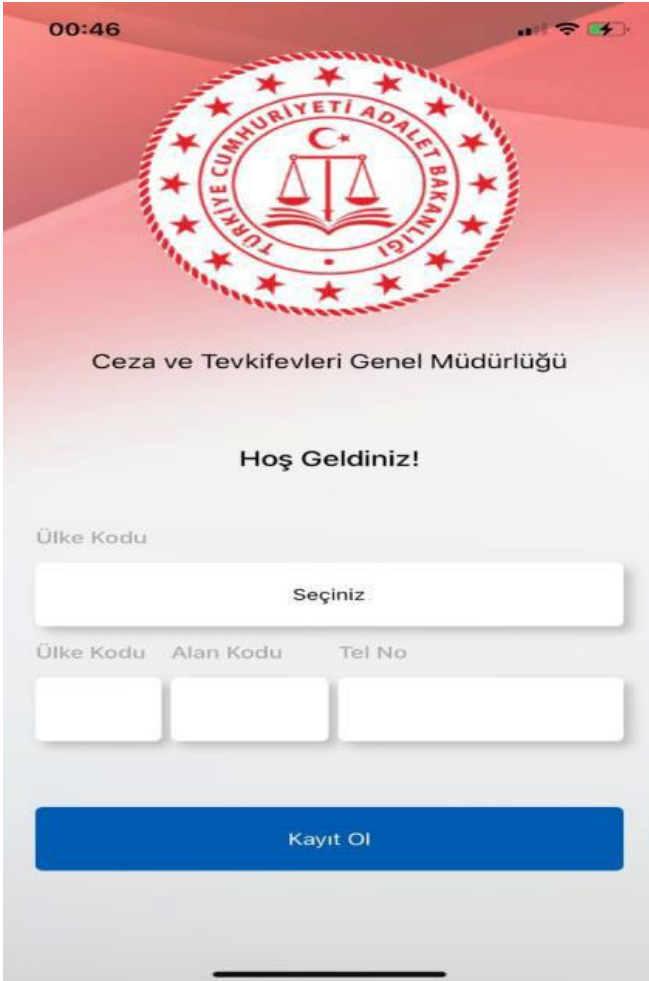 00:46
TÜRKİYE CUMHURİYETİ ADALET BAKANLIĞI
Ceza ve Tevkifevleri Genel Müdürlüğü
Hoş Geldiniz!
Ülke Kodu
Seçiniz
Ülke Kodu Alan Kodu Tel No
Kayıt Ol